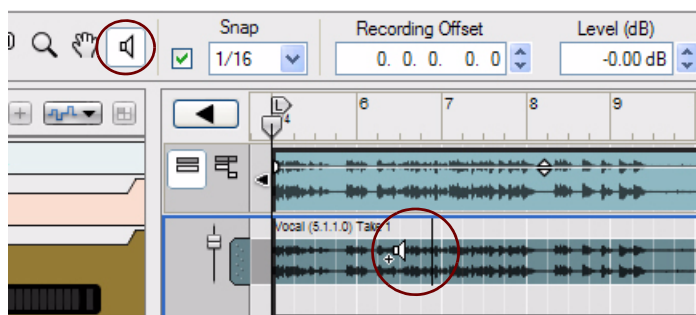 Snap
Recording Offset
Level (dB)
1/16
0. 0. 0. 0. 0
-0.00 dB
L
4
6
7
8
9
Vocal (5.1.1.0) Take 1